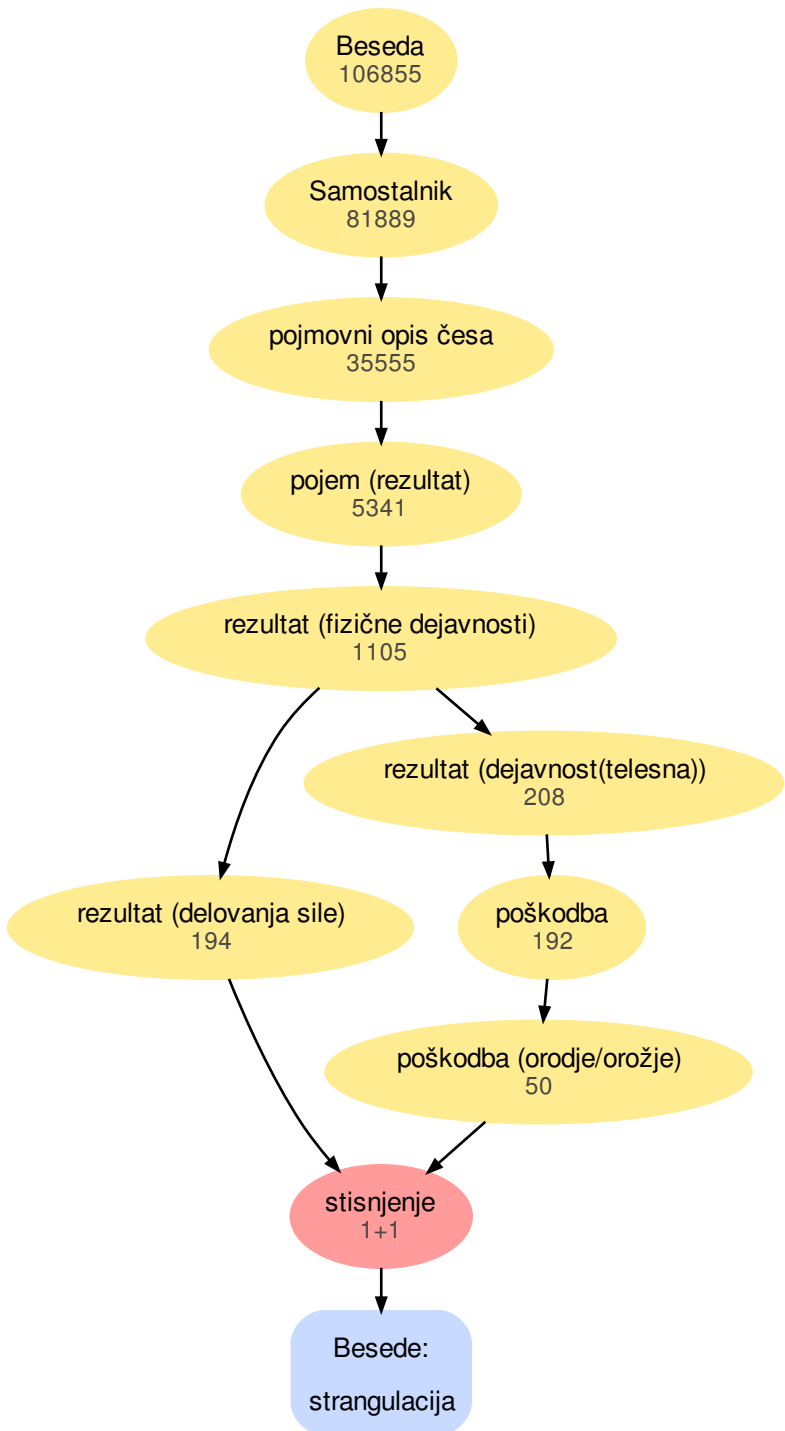 Beseda
106855
Samostalnik
81889
pojmovni opis česa
35555
pojem (rezultat)
5341
rezultat (fizične dejavnosti)
1105
rezultat (dejavnost(telesna))
208
rezultat (delovanja sile)
194
poškodba
192
poškodba (orodje/orožje)
50
stisnjenje
1+1
Besede:
strangulacija